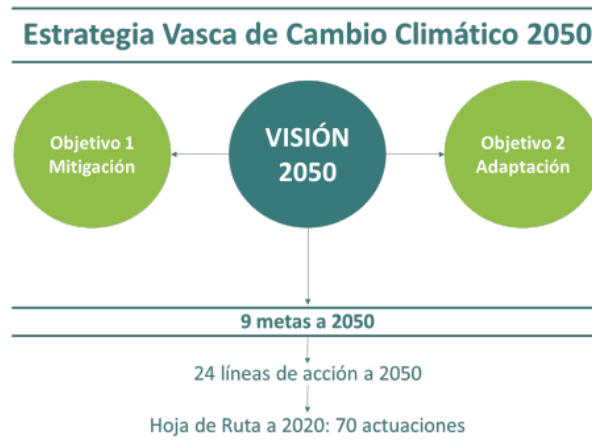 Estrategia Vasca de Cambio Climático 2050
Objetivo 1
Mitigación
VISIÓN
2050
Objetivo 2
Adaptación
9 metas a 2050
24 líneas de acción a 2050
Hoja de Ruta a 2020: 70 actuaciones